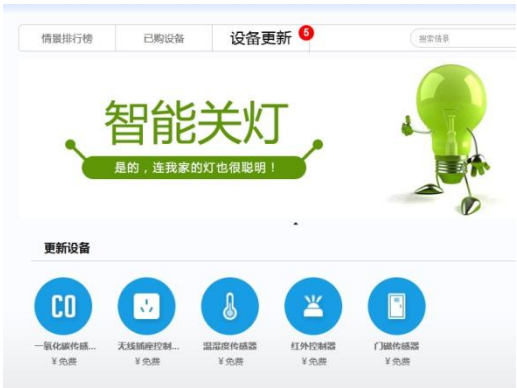 情景排行榜 已购设备 设备更新 5 搜索情景
智能关灯
是的，连我家的灯也很聪明！
更新设备
CO
一氧化碳传感... 无线插座控制... 温湿度传感器 红外控制器 门磁传感器
¥免费 ¥免费 ¥免费 ¥免费 ¥免费